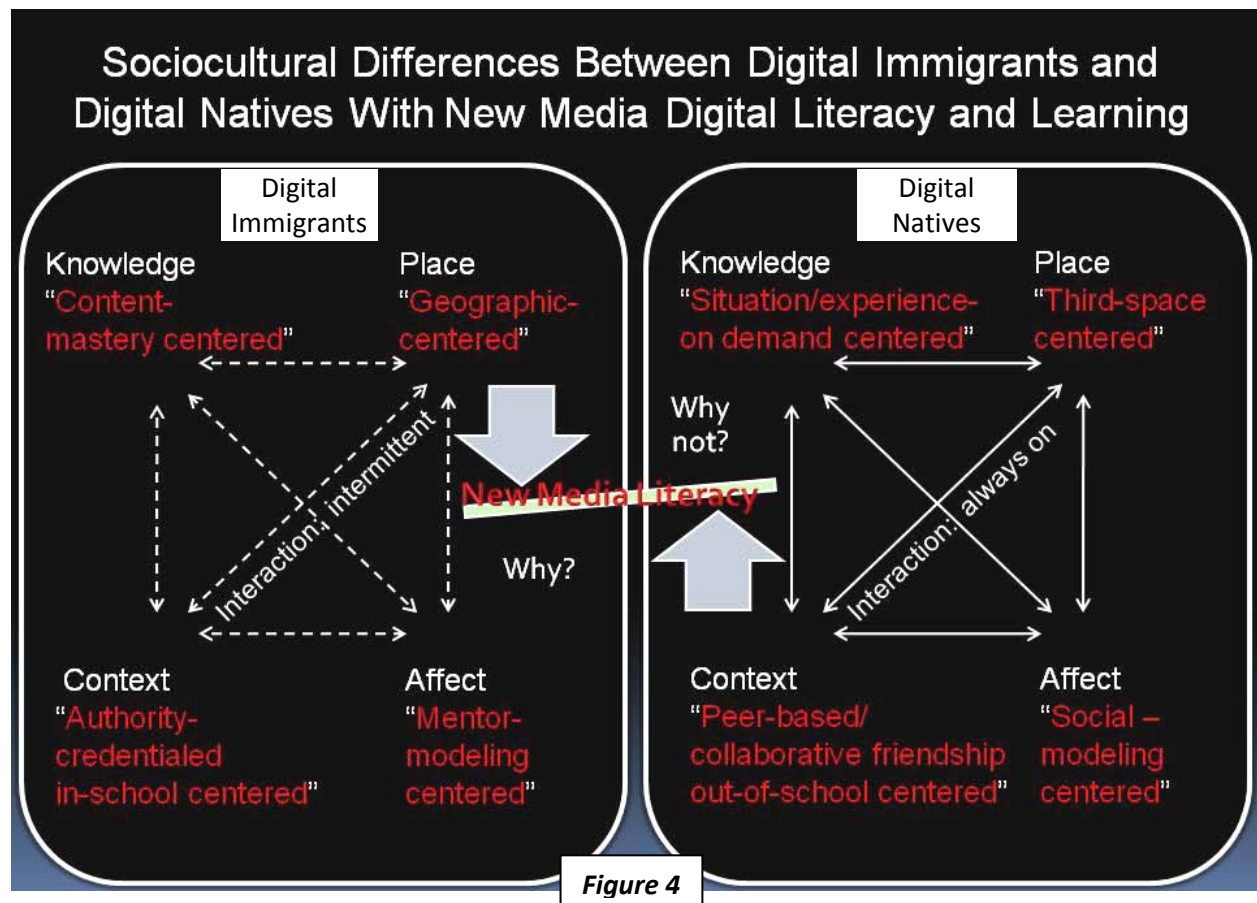 Sociocultural Differences Between Digital Immigrants and
Digital Natives With New Media Digital Literacy and Learning
Digital
Immigrants
Knowledge
"Content-
mastery centered"
Place
"Geographic-
centered"
Interaction: intermittent
Context
"Authority-
credentialed
in-school centered"
Affect
"Mentor-
modeling
centered"
New Media Literacy
Why?
Why
not?
Digital
Natives
Knowledge
"Situation/experience-
on demand centered"
Place
"Third-space
centered"
Interaction: always on
Context
"Peer-based/
collaborative friendship
out-of-school centered"
Affect
"Social –
modeling
centered"
Figure 4